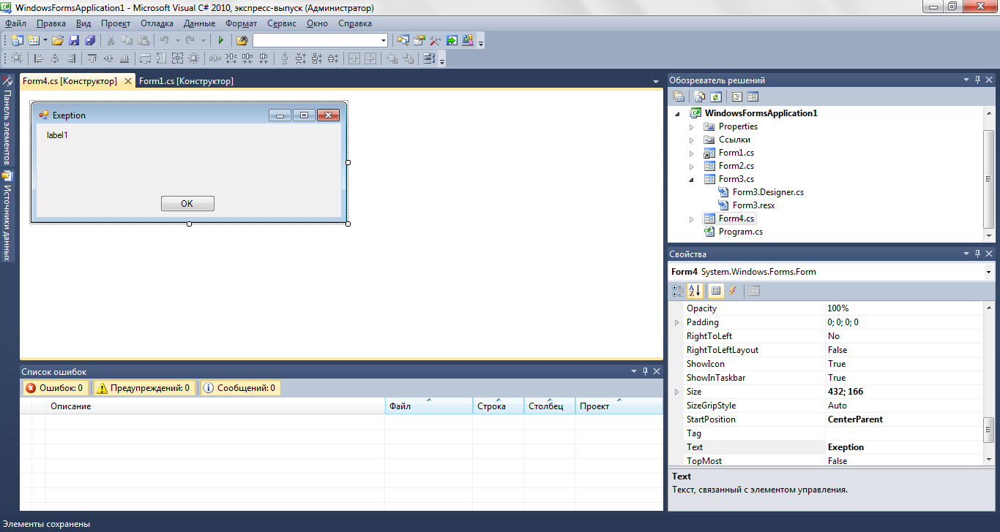 WindowsFormsApplication1 - Microsoft Visual C# 2010, экспресс-выпуск (Администратор)
Файл Правка Вид Проект Отладка Данные Формат Сервис Окно Справка
Панель элементов
Источники данных
Form4.cs [Конструктор] Form1.cs [Конструктор]
Exeption
label1
OK
Список ошибок
Ошибок: 0 Предупреждений: 0 Сообщений: 0
Описание Файл Строка Столбец Проект
Обозреватель решений
WindowsFormsApplication1
Properties
Ссылки
Form1.cs
Form2.cs
Form3.cs
Form3.Designer.cs
Form3.resx
Form4.cs
Program.cs
Свойства
Form4 System.Windows.Forms.Form
Opacity 100%
Padding 0; 0; 0; 0
RightToLeft No
RightToLeftLayout False
ShowIcon True
ShowInTaskbar True
Size 432; 166
SizeGripStyle Auto
StartPosition CenterParent
Tag
Text Exeption
TopMost False
Text
Текст, связанный с элементом управления.
Элементы сохранены